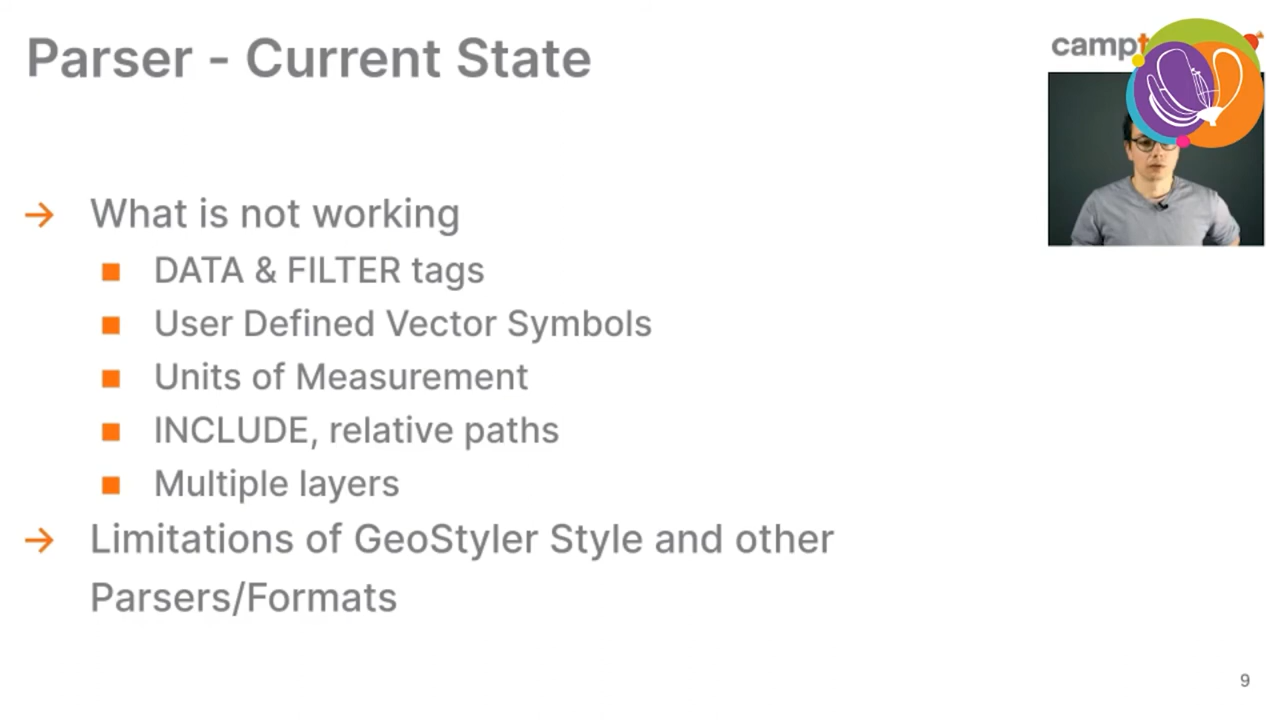 Parser - Current State
camp
→ What is not working
■ DATA & FILTER tags
■ User Defined Vector Symbols
■ Units of Measurement
■ INCLUDE, relative paths
■ Multiple layers
→ Limitations of GeoStyler Style and other
Parsers/Formats
9